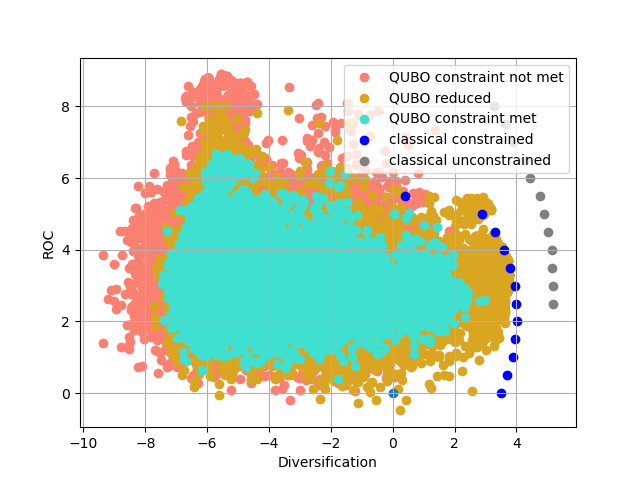 QUBO constraint not met
QUBO reduced
QUBO constraint met
classical constrained
classical unconstrained
8
6
4
2
0
ROC
−10
−8
−6
−4
−2
0
2
4
Diversification